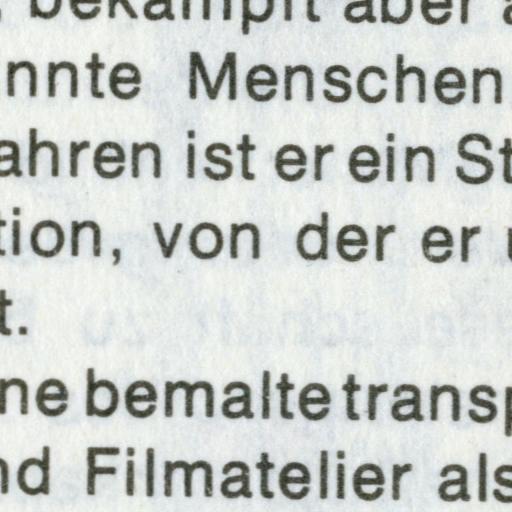 , bekämpft aber a
nnte Menschen
ahren ist er ein St
tion, von der er u
t.
ne bemalte transp
nd Filmatelier als